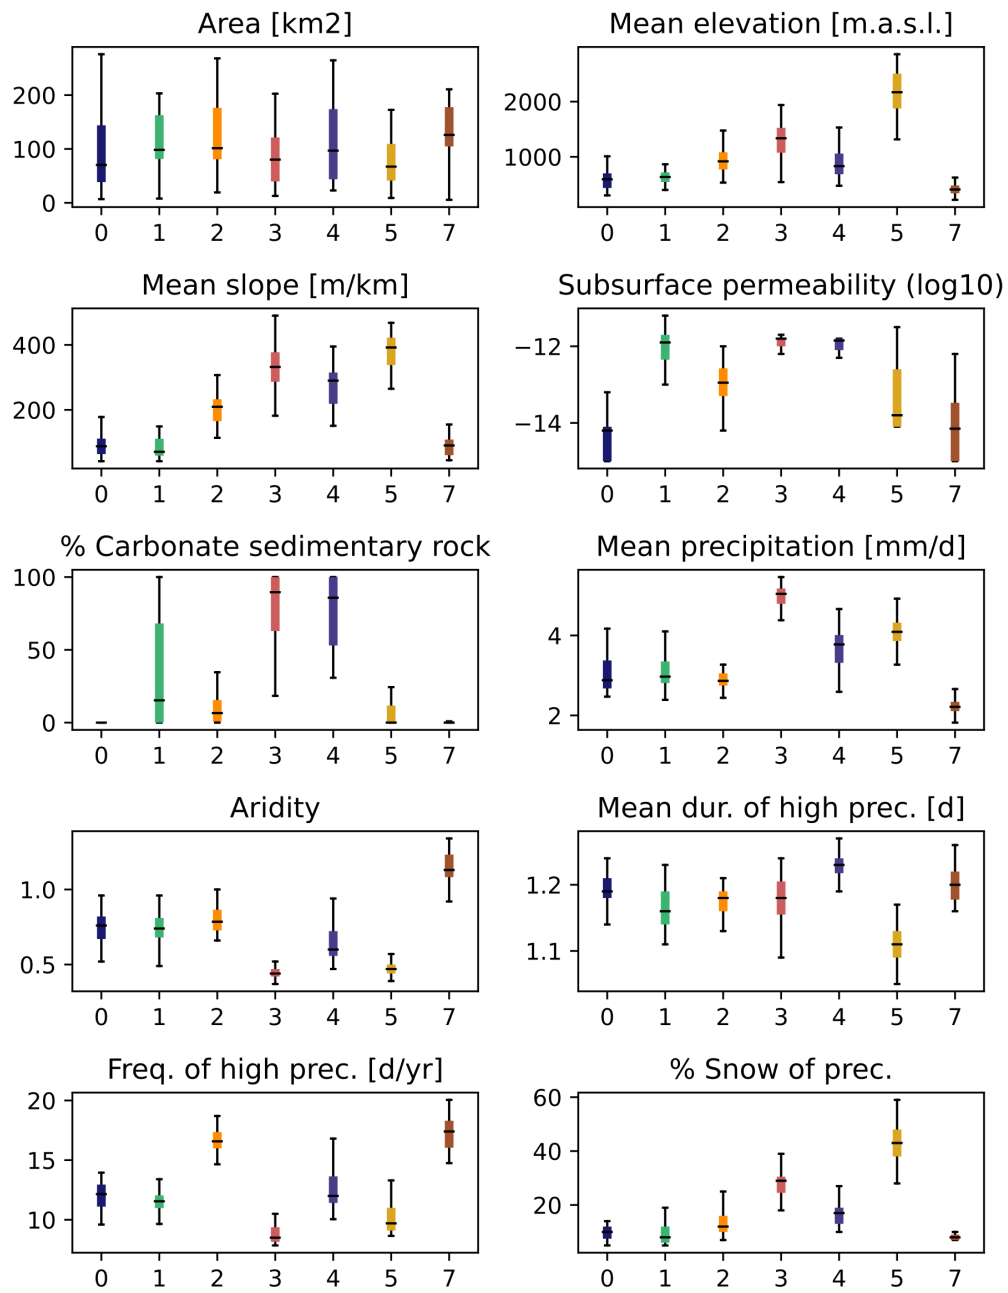 Area [km2]
200
100
0
0 1 2 3 4 5 7
Mean elevation [m.a.s.l.]
2000
1000
0 1 2 3 4 5 7
Mean slope [m/km]
400
200
0 1 2 3 4 5 7
Subsurface permeability (log10)
−12
−14
0 1 2 3 4 5 7
% Carbonate sedimentary rock
100
50
0
0 1 2 3 4 5 7
Mean precipitation [mm/d]
4
2
0 1 2 3 4 5 7
Aridity
1.0
0.5
0 1 2 3 4 5 7
Mean dur. of high prec. [d]
1.2
1.1
0 1 2 3 4 5 7
Freq. of high prec. [d/yr]
20
15
10
0 1 2 3 4 5 7
% Snow of prec.
60
40
20
0 1 2 3 4 5 7